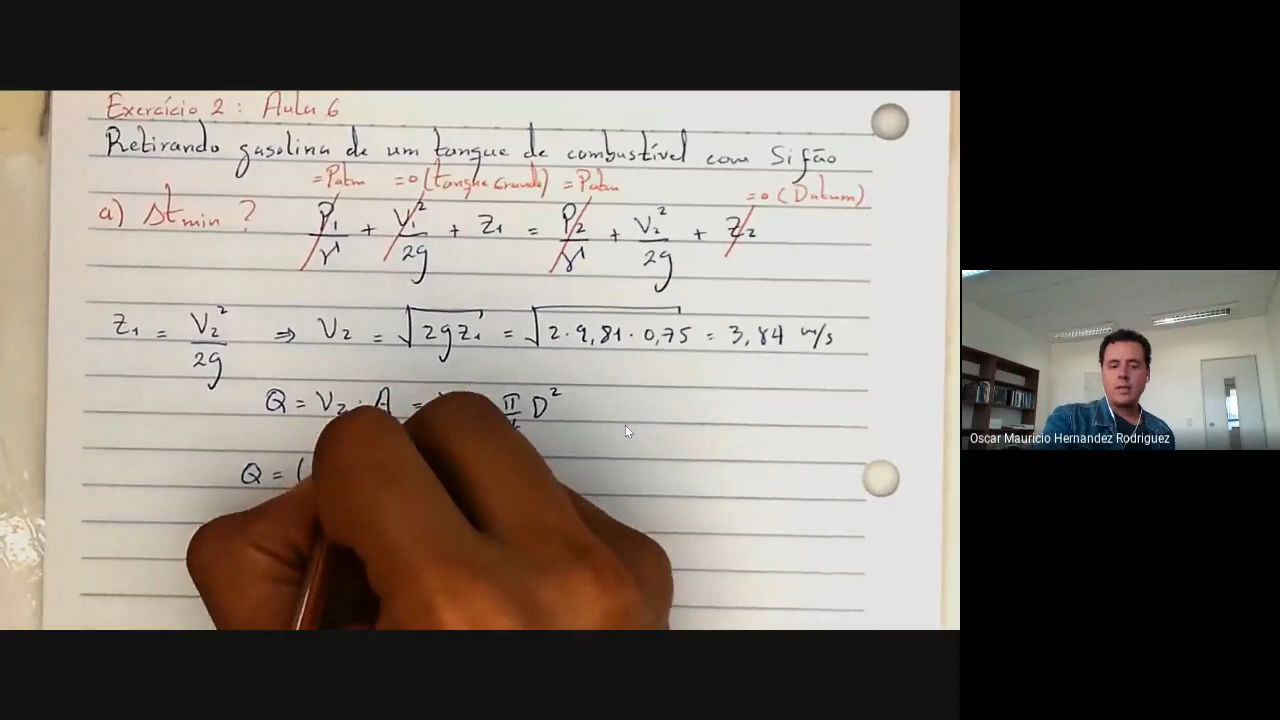 Exercício 2: Aula 6
Retirando gasolina de um tanque de combustível com Sifão
=Patm =0 (tanque Grande) =Patm =0 (Datum)
a) Δt min ? P₁/γ + V₁²/2g + Z₁ = P₂/γ + V₂²/2g + Z₂
Z₁ = V₂²/2g ⇒ V₂ = √2gZ₁ = √2·9,81·0,75 = 3,84 m/s
Q = V₂ · A = π D²
Q = (
Oscar Mauricio Hernandez Rodriguez